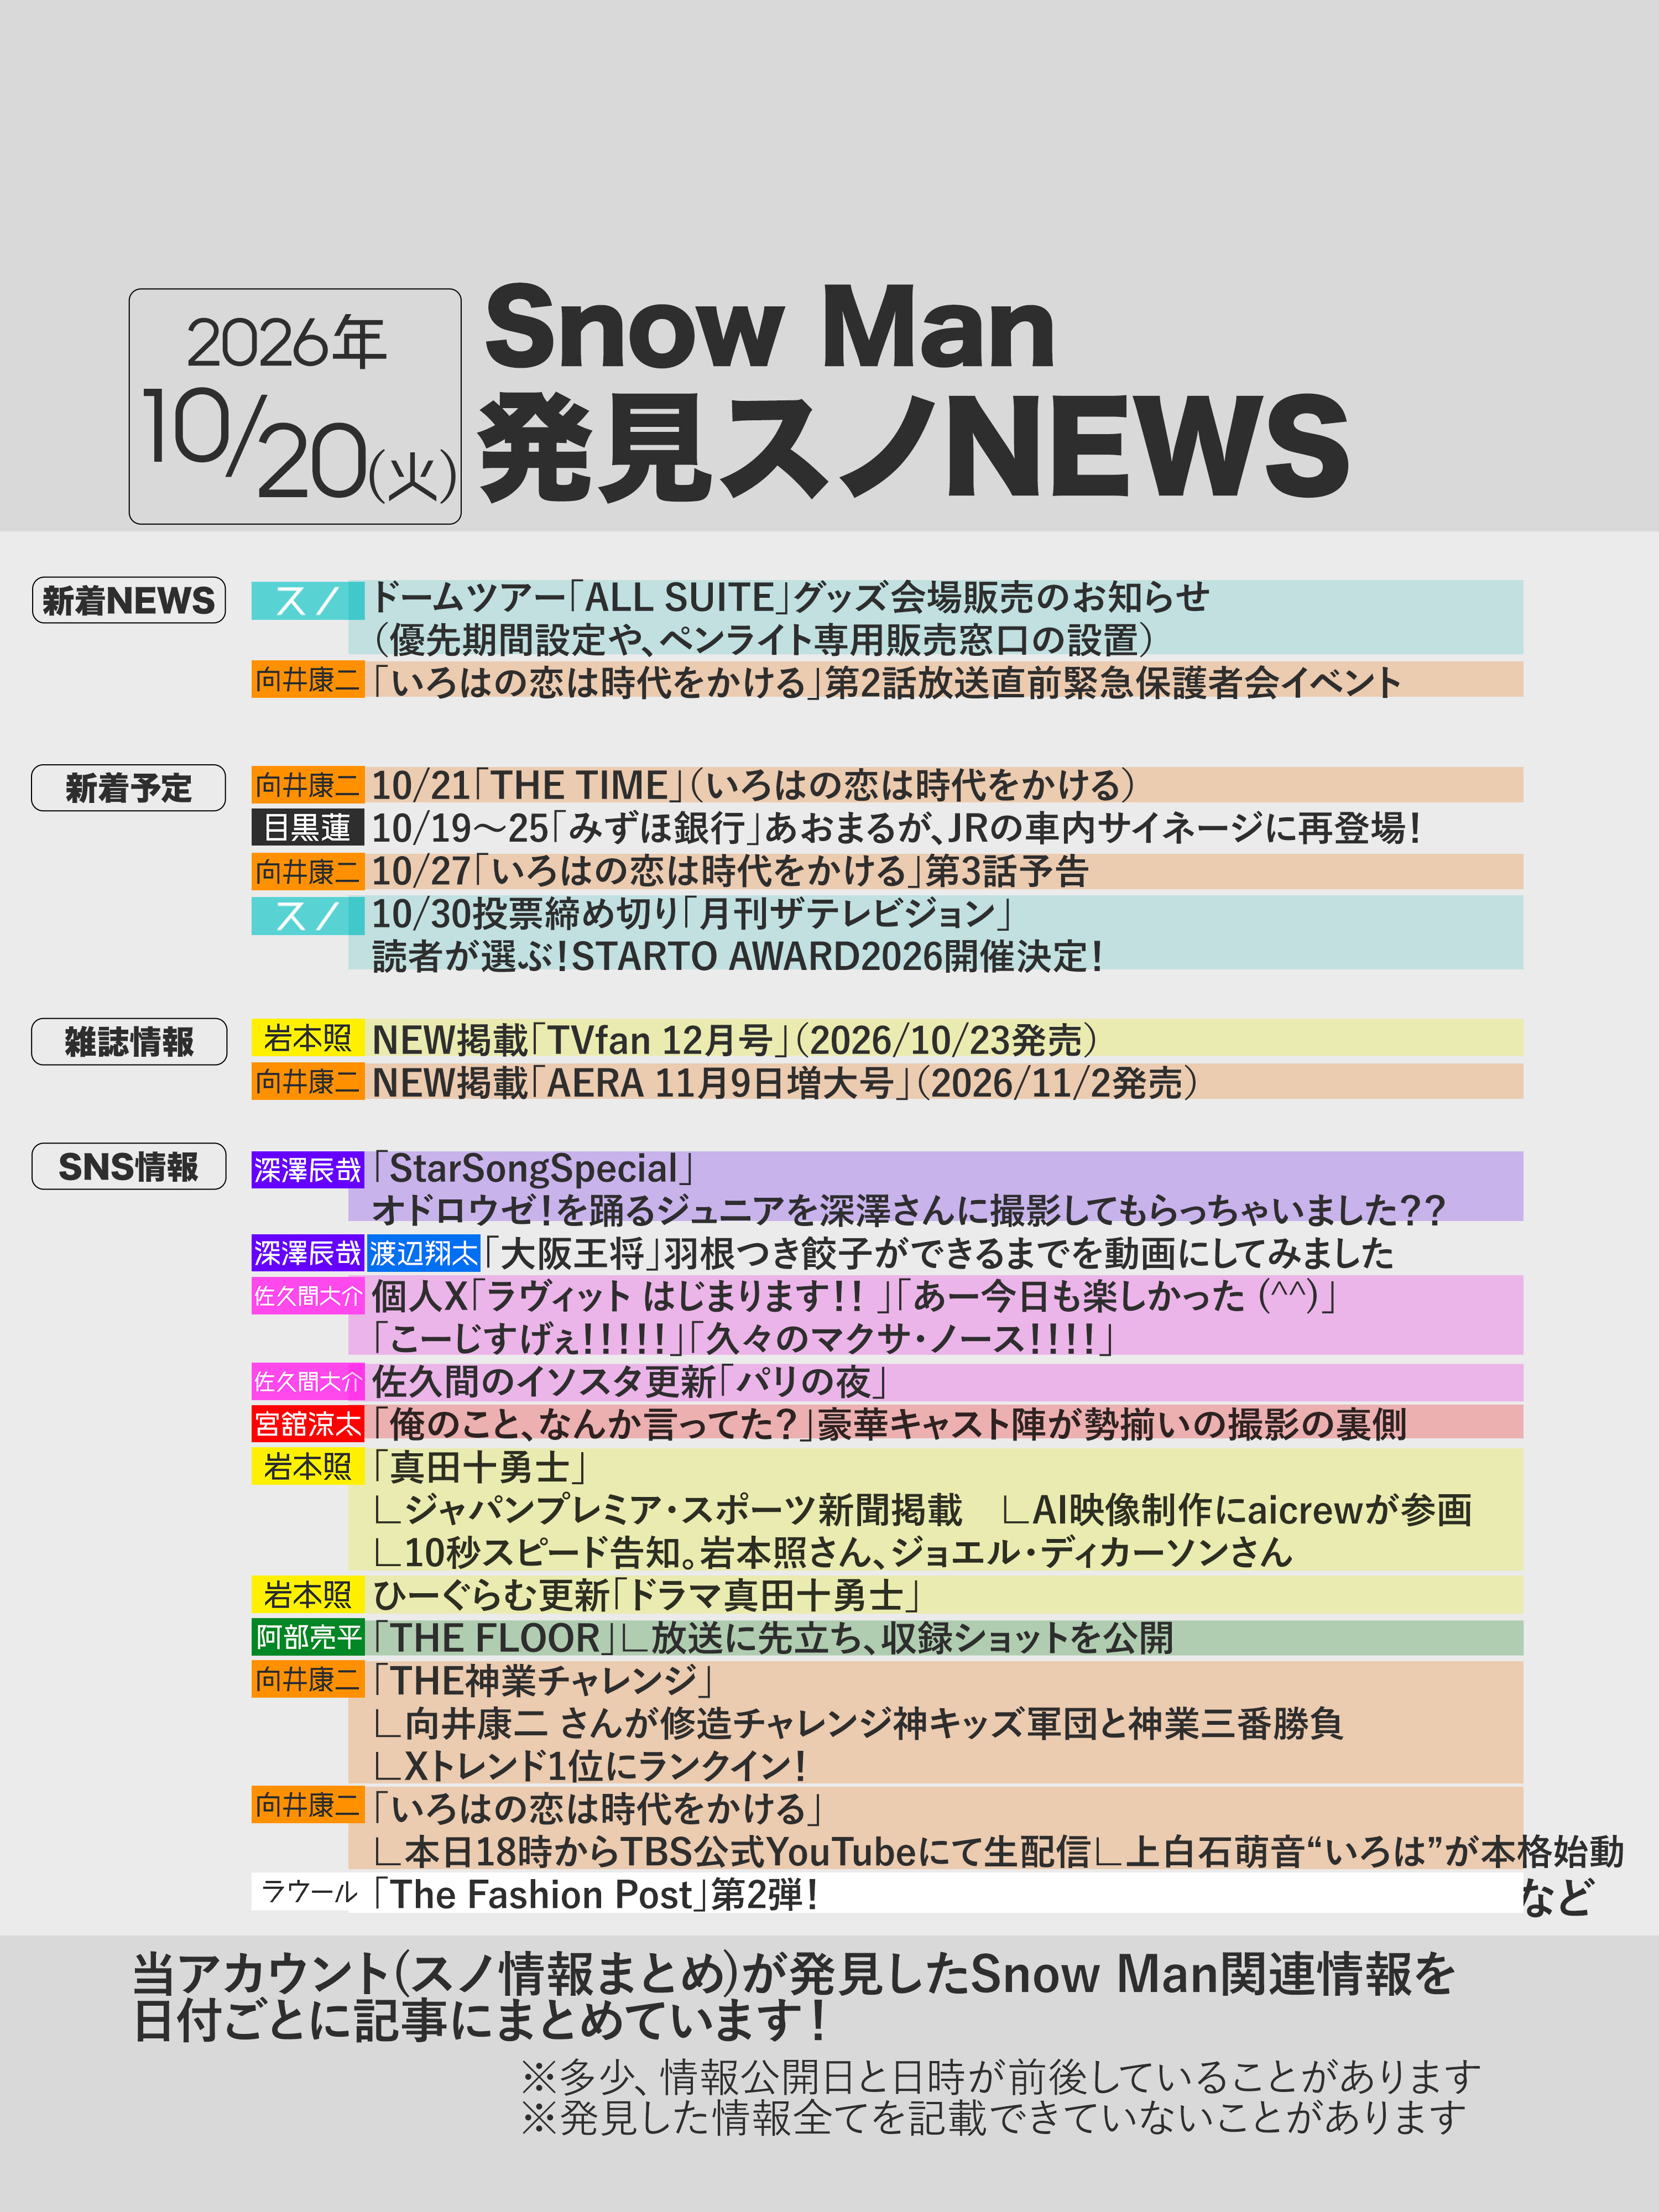 2026年
10/20(火)
Snow Man
発見スノNEWS
新着NEWS
スノ ドームツアー「ALL SUITE」グッズ会場販売のお知らせ
（優先期間設定や、ペンライト専用販売窓口の設置）
向井康二 「いろはの恋は時代をかける」第2話放送直前緊急保護者会イベント
新着予定
向井康二 10/21「THE TIME」（いろはの恋は時代をかける）
目黒蓮 10/19〜25「みずほ銀行」あおまるが、JRの車内サイネージに再登場！
向井康二 10/27「いろはの恋は時代をかける」第3話予告
スノ 10/30投票締め切り「月刊ザテレビジョン」
読者が選ぶ！STARTO AWARD2026開催決定！
雑誌情報
岩本照 NEW掲載「TVfan 12月号」（2026/10/23発売）
向井康二 NEW掲載「AERA 11月9日増大号」（2026/11/2発売）
SNS情報
深澤辰哉 「StarSongSpecial」
オドロウゼ！を踊るジュニアを深澤さんに撮影してもらっちゃいました？？
深澤辰哉 渡辺翔太 「大阪王将」羽根つき餃子ができるまでを動画にしてみました
佐久間大介 個人X「ラヴィット はじまります！！ 」「あー今日も楽しかった (^^)」
「こーじすげぇ！！！！！」「久々のマクサ・ノース！！！！」
佐久間大介 佐久間のイソスタ更新「パリの夜」
宮舘涼太 「俺のこと、なんか言ってた？」豪華キャスト陣が勢揃いの撮影の裏側
岩本照 「真田十勇士」
∟ジャパンプレミア・スポーツ新聞掲載　∟AI映像制作にaicrewが参画
∟10秒スピード告知。岩本照さん、ジョエル・ディカーソンさん
岩本照 ひーぐらむ更新「ドラマ真田十勇士」
阿部亮平 「THE FLOOR」∟放送に先立ち、収録ショットを公開
向井康二 「THE神業チャレンジ」
∟向井康二 さんが修造チャレンジ神キッズ軍団と神業三番勝負
∟Xトレンド1位にランクイン！
向井康二 「いろはの恋は時代をかける」
∟本日18時からTBS公式YouTubeにて生配信∟上白石萌音“いろは”が本格始動
ラウール 「The Fashion Post」第2弾！
など
当アカウント(スノ情報まとめ)が発見したSnow Man関連情報を
日付ごとに記事にまとめています！
※多少、情報公開日と日時が前後していることがあります
※発見した情報全てを記載できていないことがあります